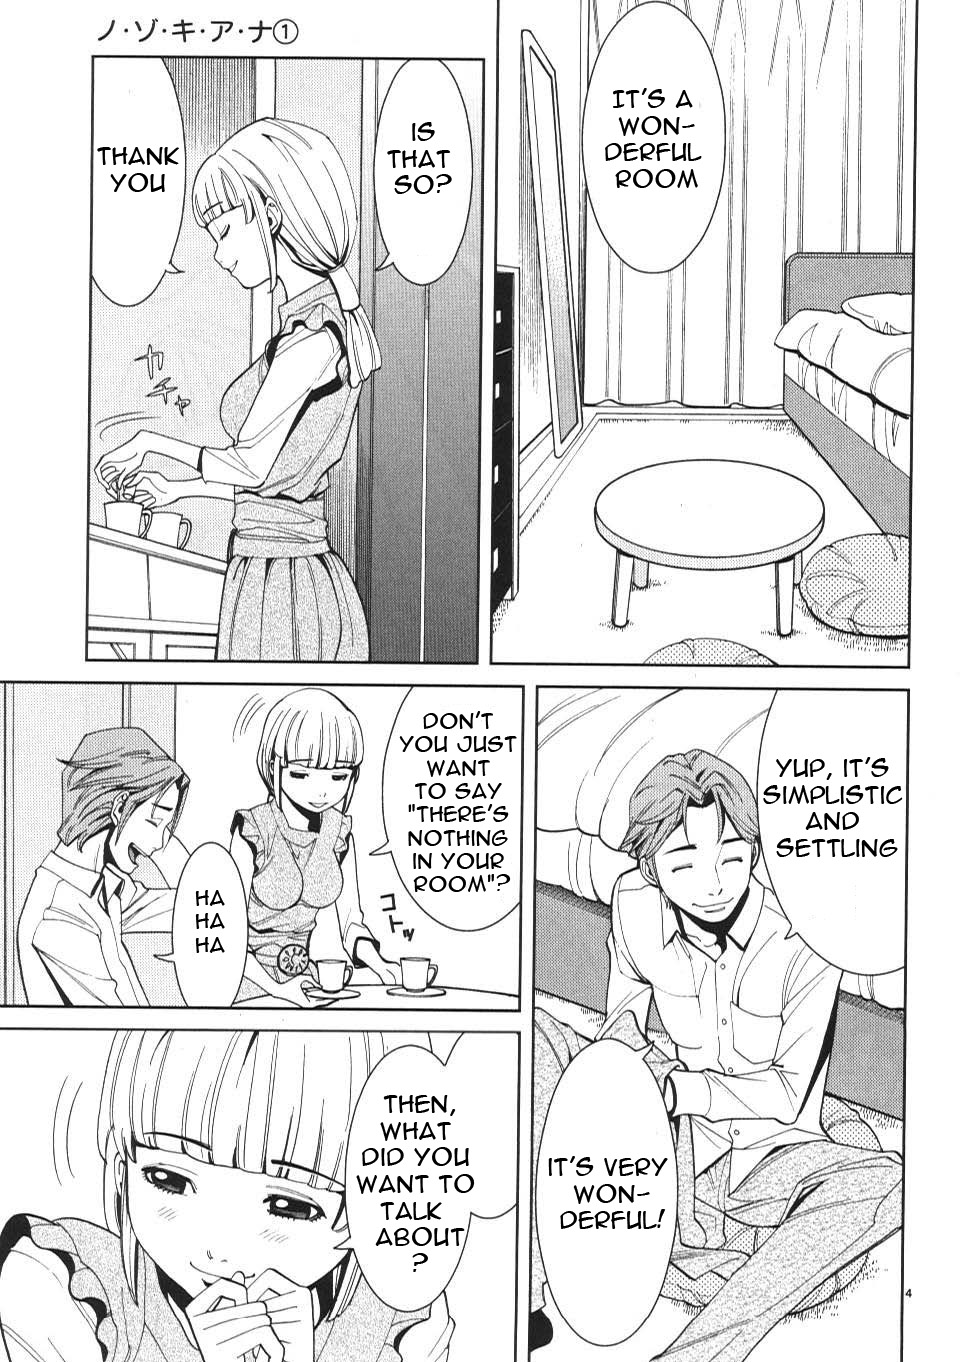 ノ・ゾ・キ・ア・ナ①
IT'S A
WON-
DERFUL
ROOM
IS
THAT
SO?
THANK
YOU
カチャ
YUP, IT'S
SIMPLISTIC
AND
SETTLING
IT'S VERY
WON-
DERFUL!
DON'T
YOU JUST
WANT
TO SAY
"THERE'S
NOTHING
IN YOUR
ROOM"?
コトッ
HA
HA
HA
THEN,
WHAT
DID YOU
WANT TO
TALK
ABOUT
?
4